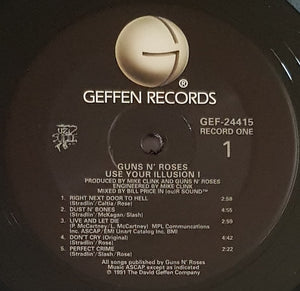 G
®
GEFFEN RECORDS
GEF-24415
RECORD ONE
1
GUNS N' ROSES
USE YOUR ILLUSION I
PRODUCED BY MIKE CLINK AND GUNS N' ROSES
ENGINEERED BY MIKE CLINK
MIXED BY BILL PRICE
1. RIGHT NEXT DOOR TO HELL 2:58
(Stradlin'/Caltia/Rose)
2. DUST N' BONES 4:55
(Stradlin'/McKagan/Slash)
3. LIVE AND LET DIE 2:59
(P. McCartney/L. McCartney) MPL Communications
Inc. ASCAP/EMI Unart Catalog Inc. BMI
4. DON'T CRY (Original) 4:42
(Stradlin'/Rose)
5. PERFECT CRIME 2:22
(Stradlin'/Slash/Rose)
All songs published by Guns N' Roses
Music ASCAP except as indicated
℗ 1991 The David Geffen Company